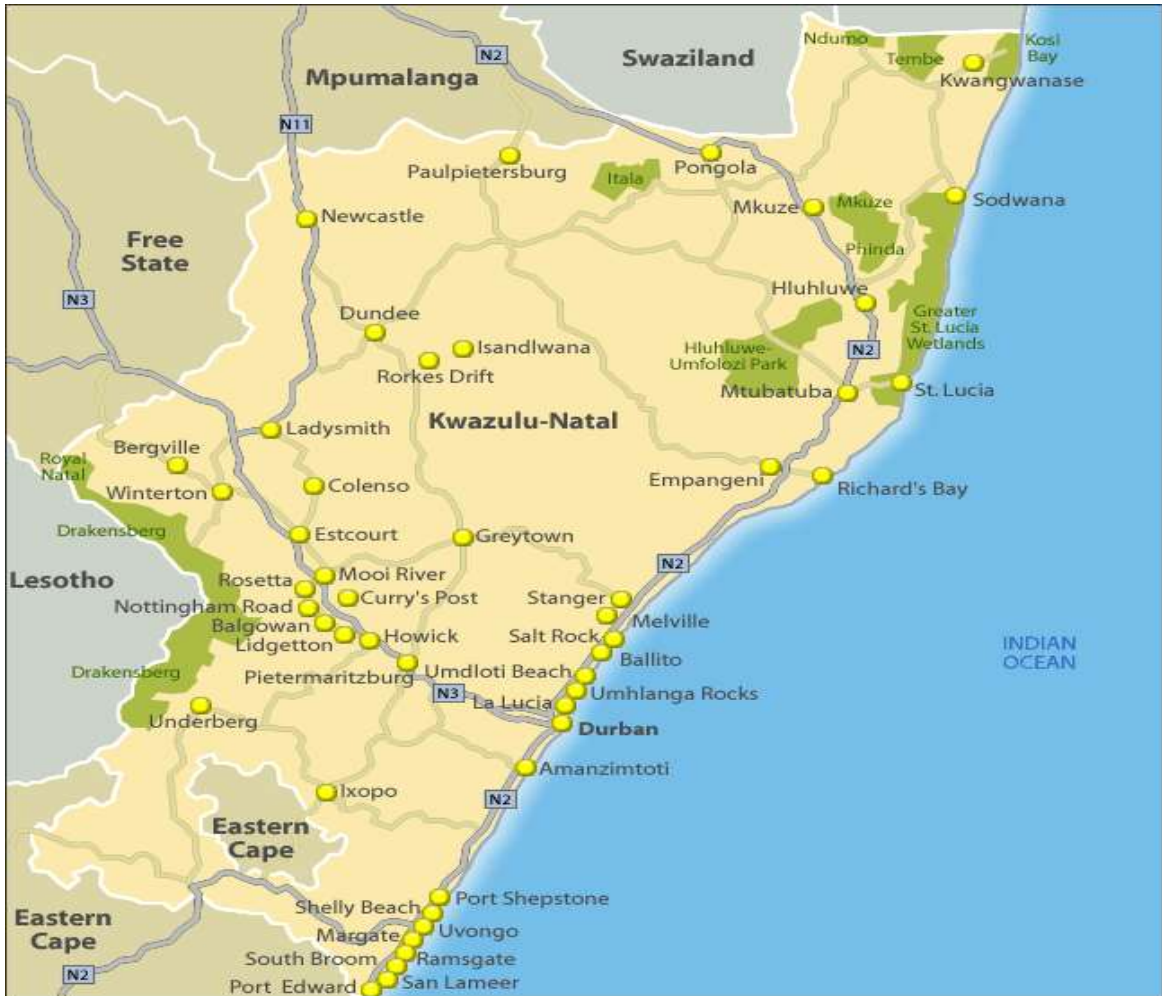 Swaziland
Ndumo
Tembe
Kosi
Bay
Kwangwanase
N2
Mpumalanga
N11
Paulpietersburg
Itala
Pongola
Mkuze
Mkuze
Sodwana
Newcastle
Phinda
Free
State
N3
Hluhluwe
Dundee
Greater
St. Lucia
Wetlands
Isandlwana
Rorkes Drift
Hluhluwe-
Umfolozi Park
N2
Mtubatuba
St. Lucia
Kwazulu-Natal
Ladysmith
Bergville
Royal
Natal
Winterton
Colenso
Empangeni
Richard's Bay
Drakensberg
Estcourt
Greytown
N2
Lesotho
Mooi River
Rosetta
Curry's Post
Nottingham Road
Balgowan
Lidgetton
Howick
Stanger
Melville
Salt Rock
Ballito
INDIAN
OCEAN
Drakensberg
Pietermaritzburg
Umdloti Beach
N3
Umhlanga Rocks
La Lucia
Underberg
Durban
Amanzimtoti
Ixopo
N2
Eastern
Cape
Port Shepstone
Shelly Beach
Uvongo
Margate
Eastern
Cape
South Broom
Ramsgate
N2
San Lameer
Port Edward